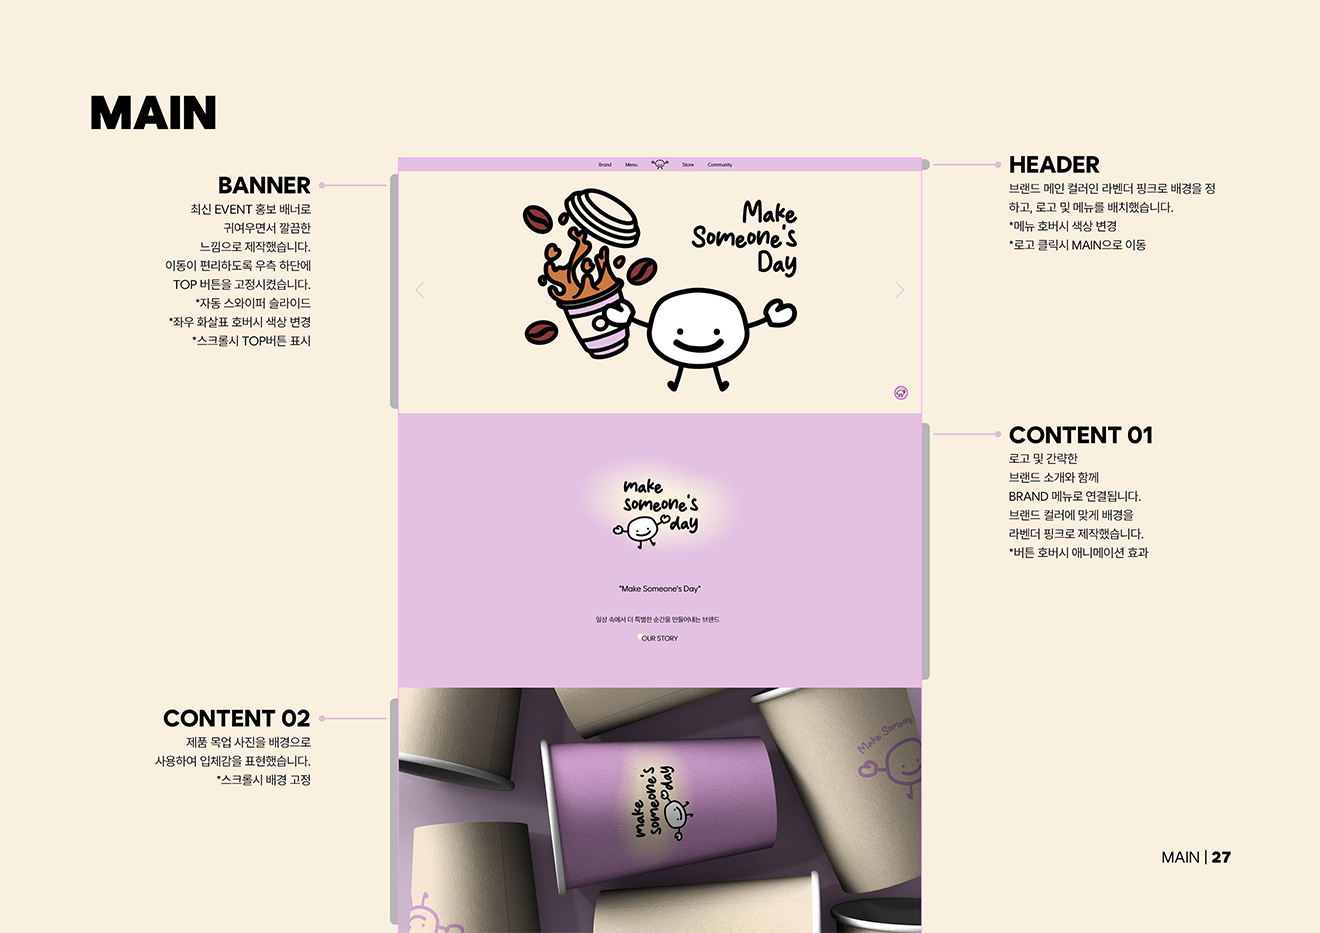 MAIN
BANNER
최신 EVENT 홍보 배너로
귀여우면서 깔끔한
느낌으로 제작했습니다.
이동이 편리하도록 우측 하단에
TOP 버튼을 고정시켰습니다.
*자동 스와이퍼 슬라이드
*좌우 화살표 호버시 색상 변경
*스크롤시 TOP버튼 표시
Brand Menu Store Community
Make
Someone's
Day
HEADER
브랜드 메인 컬러인 라벤더 핑크로 배경을 정
하고, 로고 및 메뉴를 배치했습니다.
*메뉴 호버시 색상 변경
*로고 클릭시 MAIN으로 이동
make
someone's
day
"Make Someone's Day"
일상 속에서 더 특별한 순간을 만들어내는 브랜드
OUR STORY
CONTENT 01
로고 및 간략한
브랜드 소개와 함께
BRAND 메뉴로 연결됩니다.
브랜드 컬러에 맞게 배경을
라벤더 핑크로 제작했습니다.
*버튼 호버시 애니메이션 효과
CONTENT 02
제품 목업 사진을 배경으로
사용하여 입체감을 표현했습니다.
*스크롤시 배경 고정
make
someone's
day
Make Someone
MAIN | 27